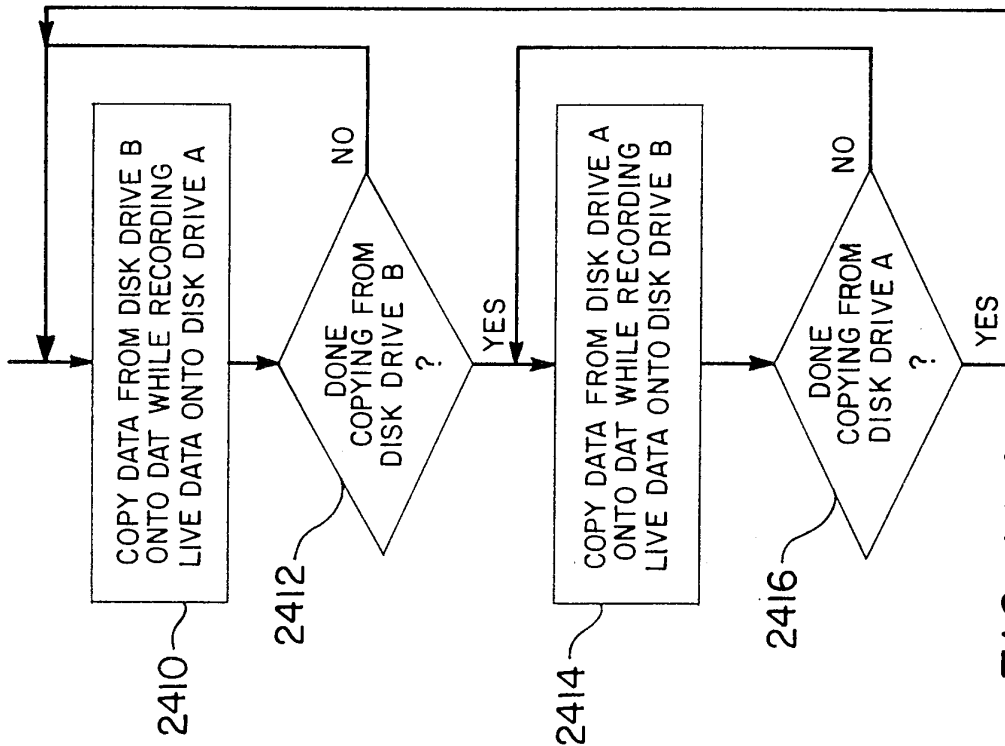 COPY DATA FROM DISK DRIVE B
ONTO DAT WHILE RECORDING
LIVE DATA ONTO DISK DRIVE A
2410
DONE
COPYING FROM
DISK DRIVE B
?
2412
NO
YES
COPY DATA FROM DISK DRIVE A
ONTO DAT WHILE RECORDING
LIVE DATA ONTO DISK DRIVE B
2414
DONE
COPYING FROM
DISK DRIVE A
?
2416
NO
YES